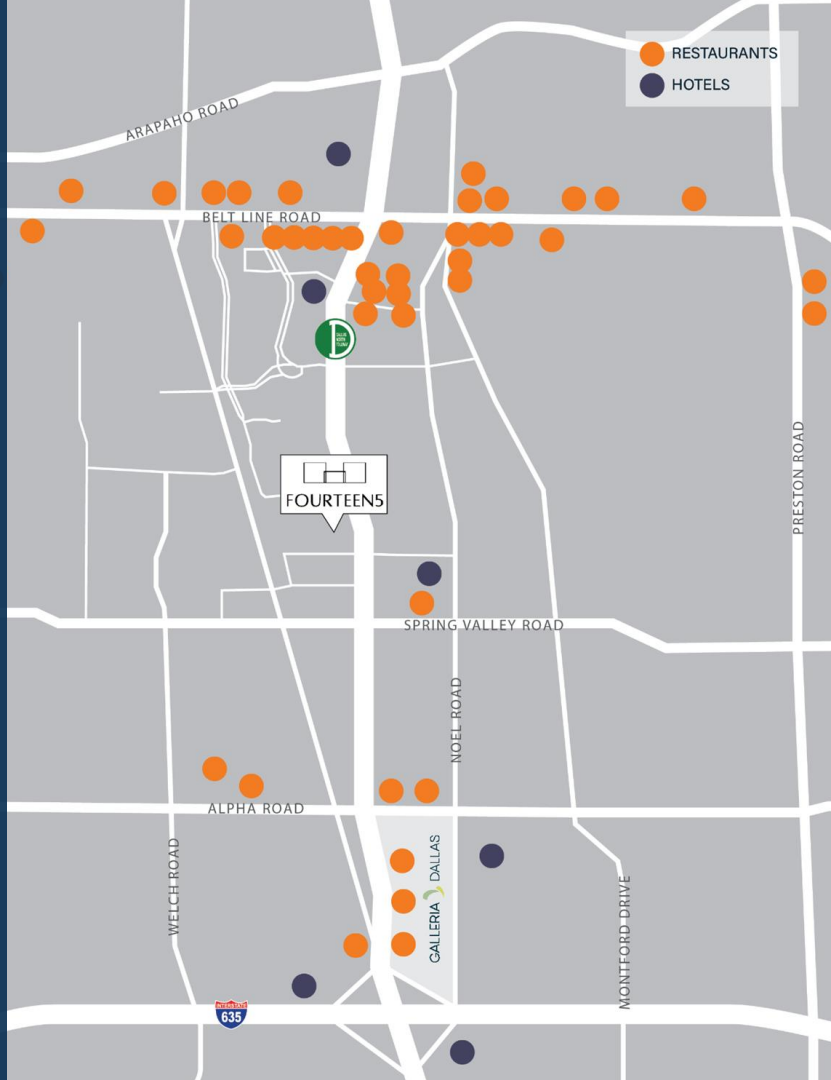 RESTAURANTS
HOTELS
ARAPAHO ROAD
BELT LINE ROAD
FOURTEEN5
PRESTON ROAD
SPRING VALLEY ROAD
NOEL ROAD
ALPHA ROAD
WELCH ROAD
GALLERIA DALLAS
MONTFORD DRIVE
635